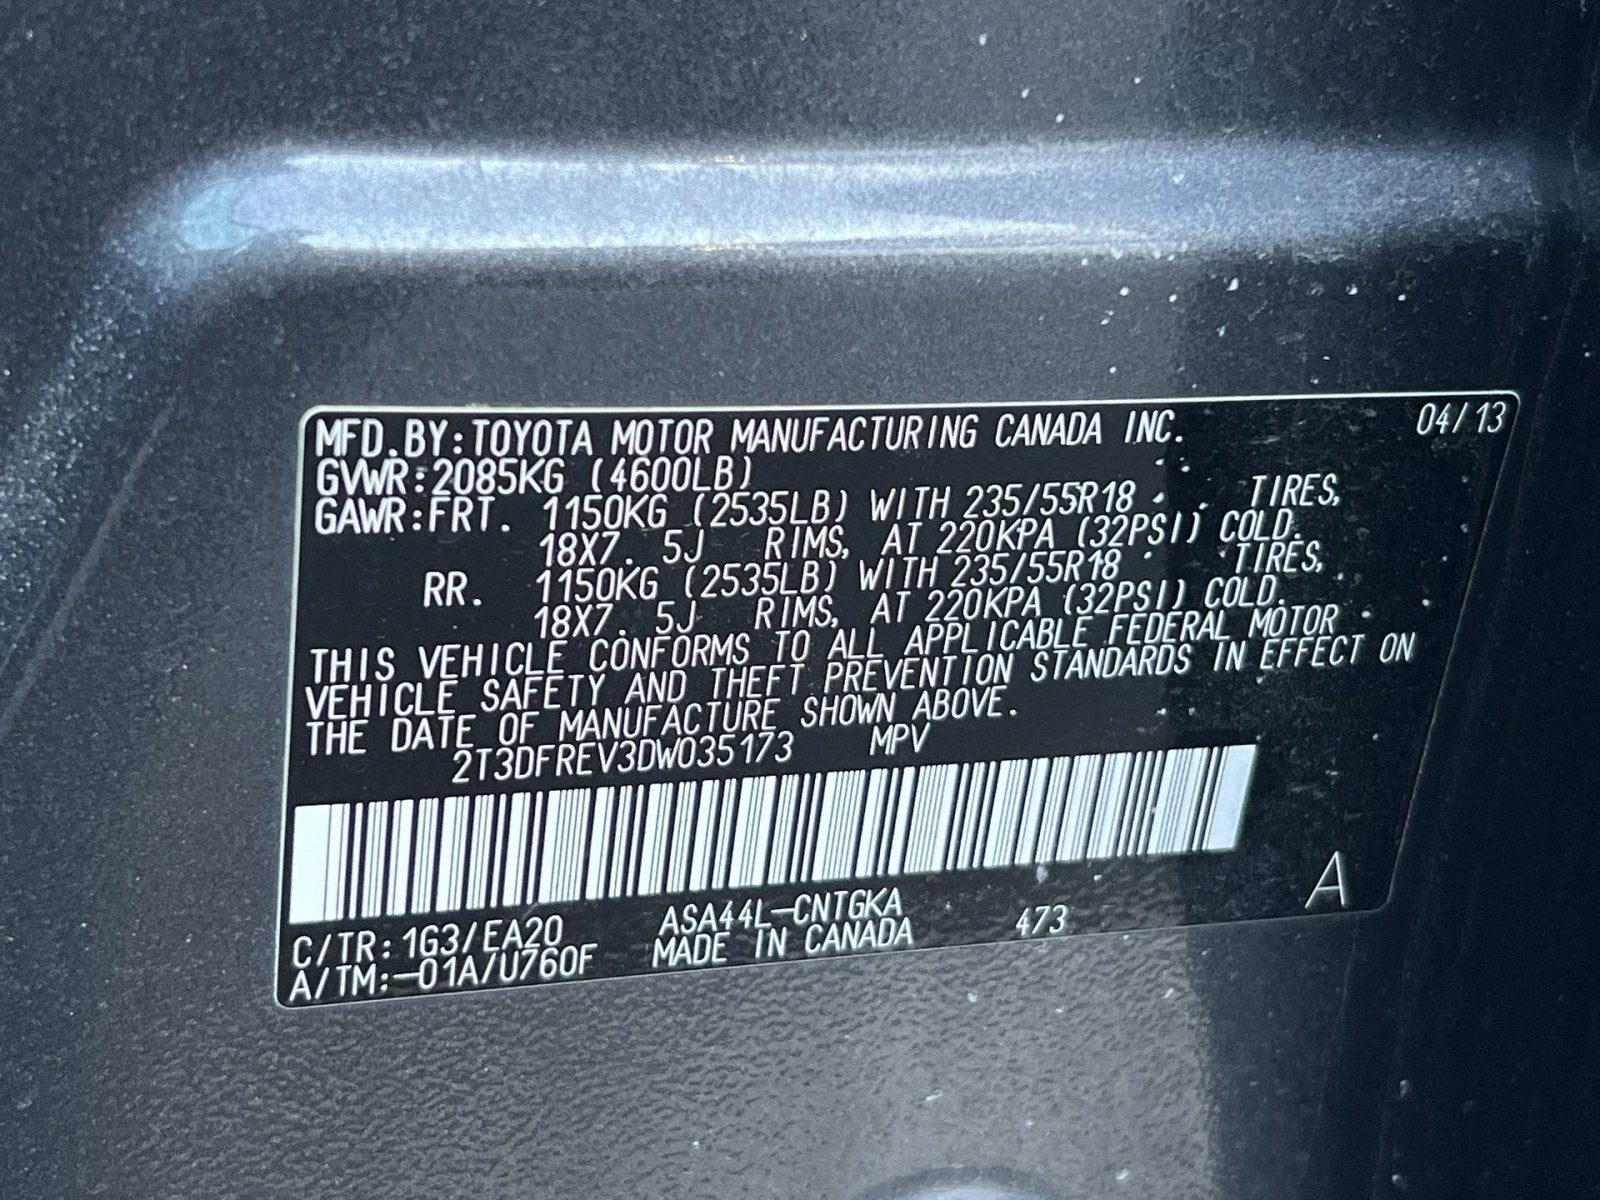 MFD.BY:TOYOTA MOTOR MANUFACTURING CANADA INC. 04/13
GVWR:2085KG (4600LB)
GAWR:FRT. 1150KG (2535LB) WITH 235/55R18 TIRES,
18X7.5J RIMS, AT 220KPA (32PSI) COLD.
RR. 1150KG (2535LB) WITH 235/55R18 TIRES,
18X7.5J RIMS, AT 220KPA (32PSI) COLD.
THIS VEHICLE CONFORMS TO ALL APPLICABLE FEDERAL MOTOR
VEHICLE SAFETY AND THEFT PREVENTION STANDARDS IN EFFECT ON
THE DATE OF MANUFACTURE SHOWN ABOVE.
2T3DFREV3DW035173 MPV
C/TR:1G3/EA20 ASA44L-CNTGKA 473 A
A/TM:-01A/U760F MADE IN CANADA